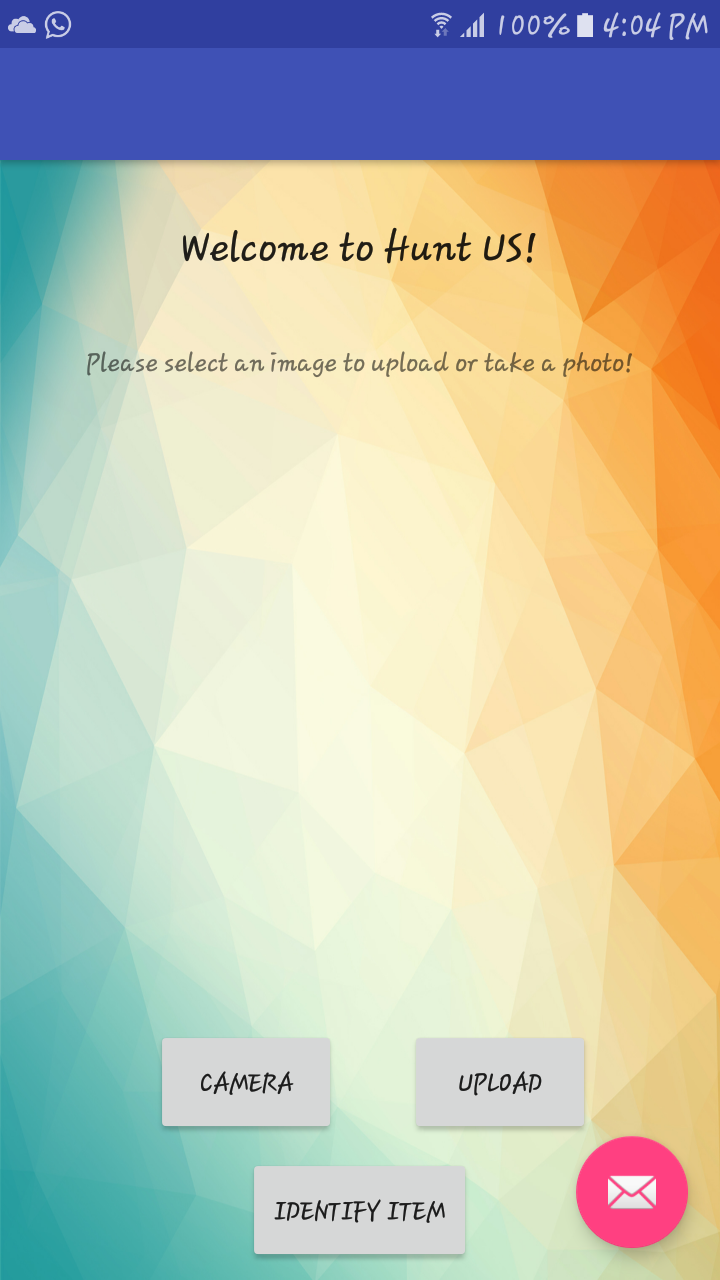 100% 4:04 PM
Welcome to Hunt US!
Please select an image to upload or take a photo!
CAMERA UPLOAD
IDENTIFY ITEM